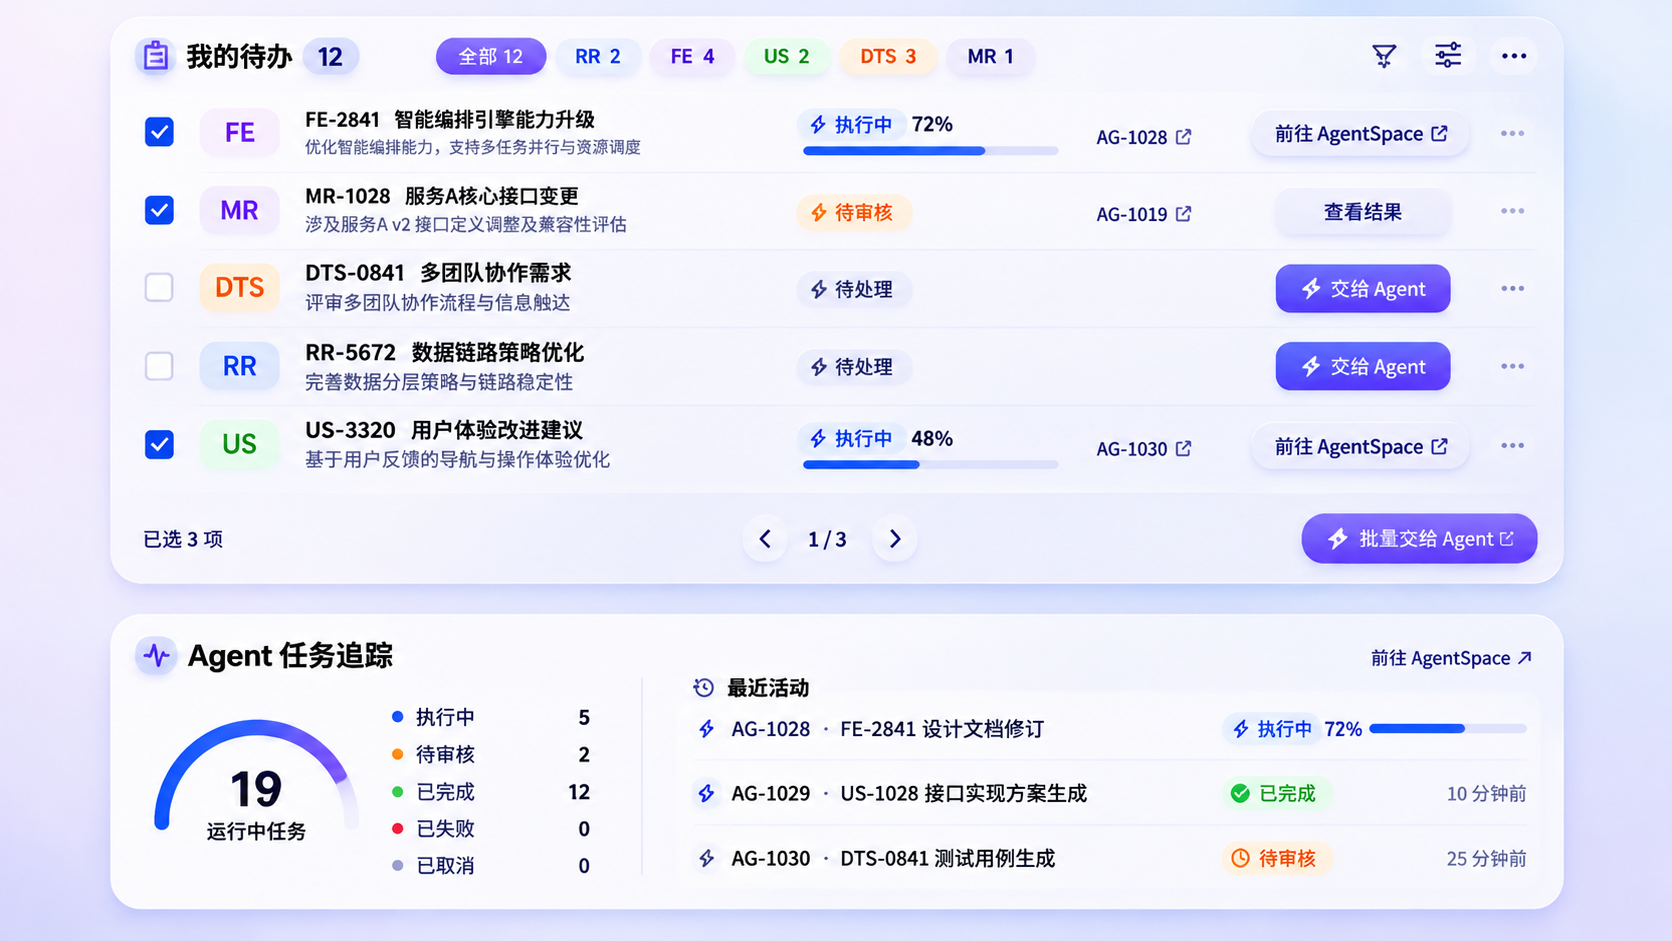 我的待办 12 全部 12 RR 2 FE 4 US 2 DTS 3 MR 1
FE FE-2841 智能编排引擎能力升级 执行中 72% AG-1028 前往 AgentSpace
优化智能编排能力，支持多任务并行与资源调度
MR MR-1028 服务A核心接口变更 待审核 AG-1019 查看结果
涉及服务A v2 接口定义调整及兼容性评估
DTS DTS-0841 多团队协作需求 待处理 交给 Agent
评审多团队协作流程与信息触达
RR RR-5672 数据链路策略优化 待处理 交给 Agent
完善数据分层策略与链路稳定性
US US-3320 用户体验改进建议 执行中 48% AG-1030 前往 AgentSpace
基于用户反馈的导航与操作体验优化
已选 3 项 1 / 3 批量交给 Agent
Agent 任务追踪 前往 AgentSpace
19
运行中任务
执行中 5
待审核 2
已完成 12
已失败 0
已取消 0
最近活动
AG-1028 · FE-2841 设计文档修订 执行中 72%
AG-1029 · US-1028 接口实现方案生成 已完成 10 分钟前
AG-1030 · DTS-0841 测试用例生成 待审核 25 分钟前